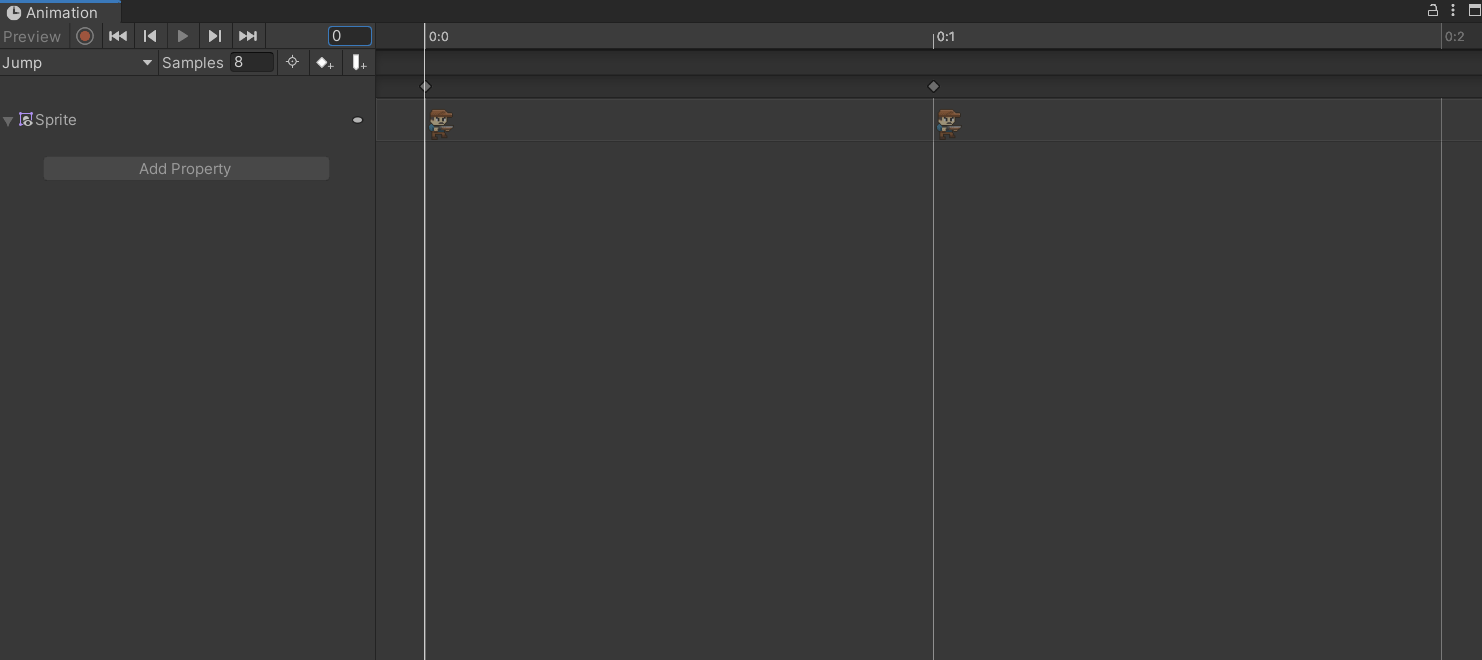 Animation
Preview 0 0:0 0:1 0:2
Jump Samples 8
Sprite
Add Property